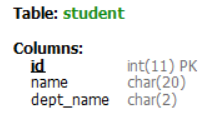 Table: student
Columns:
id int(11) PK
name char(20)
dept_name char(2)